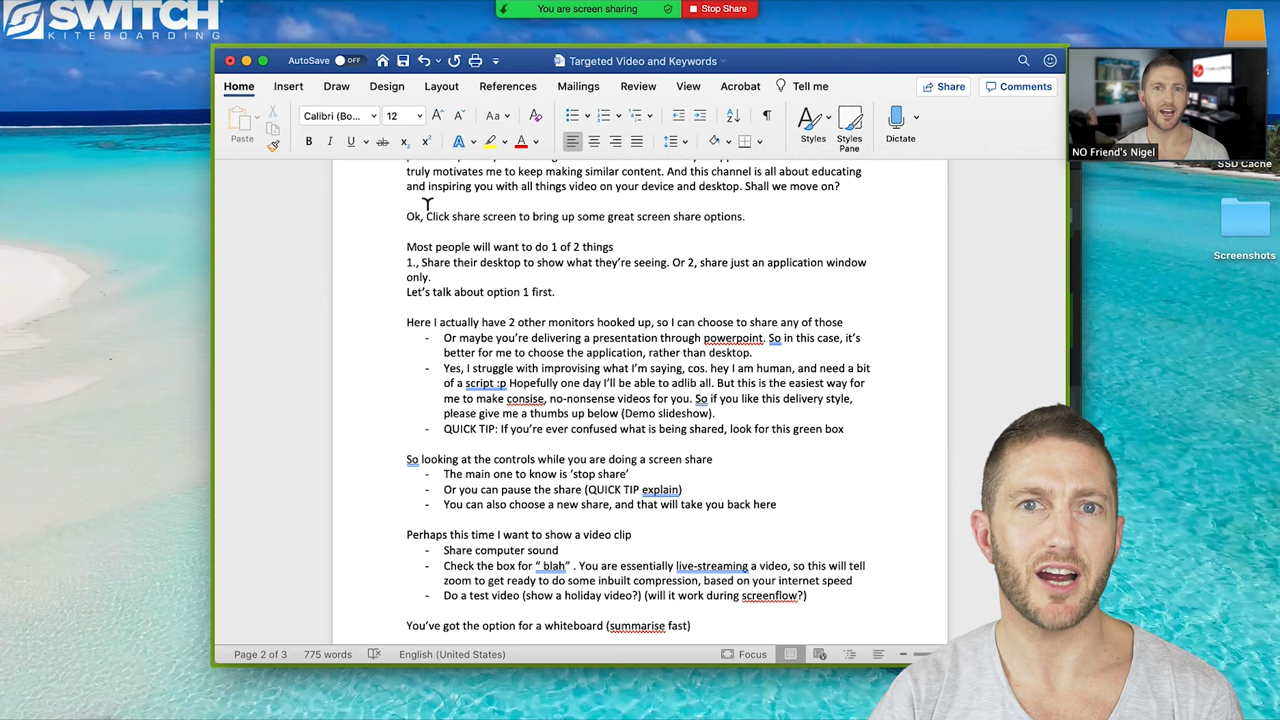 SWITCH
KITEBOARDING
You are screen sharing
Stop Share
AutoSave OFF
Targeted Video and Keywords
Home Insert Draw Design Layout References Mailings Review View Acrobat Tell me
Share Comments
Paste
Calibri (Bo... 12
Aa
B I U ab x₂ x²
A A
Styles
Styles
Pane
Dictate
NO Friend's Nigel
SSD Cache
Screenshots
truly motivates me to keep making similar content. And this channel is all about educating
and inspiring you with all things video on your device and desktop. Shall we move on?
Ok, Click share screen to bring up some great screen share options.
Most people will want to do 1 of 2 things
1., Share their desktop to show what they're seeing. Or 2, share just an application window
only.
Let's talk about option 1 first.
Here I actually have 2 other monitors hooked up, so I can choose to share any of those
- Or maybe you're delivering a presentation through powerpoint. So in this case, it's
better for me to choose the application, rather than desktop.
- Yes, I struggle with improvising what I'm saying, cos. hey I am human, and need a bit
of a script :p Hopefully one day I'll be able to adlib all. But this is the easiest way for
me to make consise, no-nonsense videos for you. So if you like this delivery style,
please give me a thumbs up below (Demo slideshow).
- QUICK TIP: If you're ever confused what is being shared, look for this green box
So looking at the controls while you are doing a screen share
- The main one to know is 'stop share'
- Or you can pause the share (QUICK TIP explain)
- You can also choose a new share, and that will take you back here
Perhaps this time I want to show a video clip
- Share computer sound
- Check the box for " blah" . You are essentially live-streaming a video, so this will tell
zoom to get ready to do some inbuilt compression, based on your internet speed
- Do a test video (show a holiday video?) (will it work during screenflow?)
You've got the option for a whiteboard (summarise fast)
Page 2 of 3 775 words English (United States) Focus